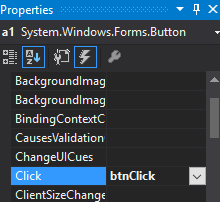 Properties
a1 System.Windows.Forms.Button
BackgroundImag
BackgroundImag
BindingContextC
CausesValidation
ChangeUICues
Click btnClick
ClientSizeChange